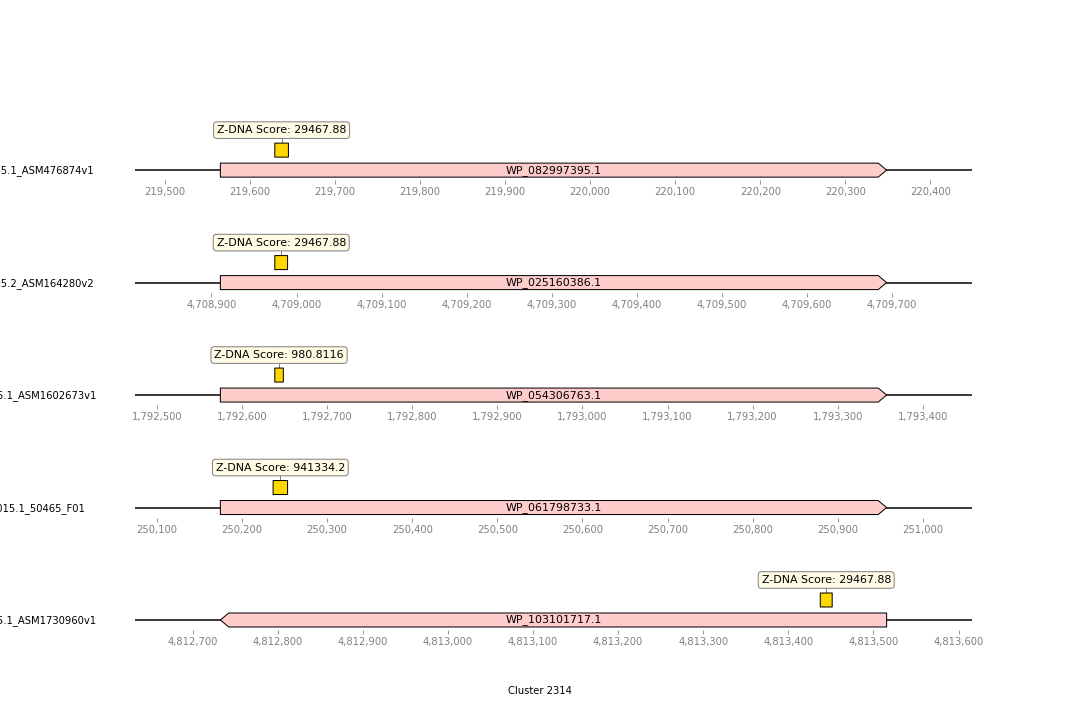 Z-DNA Score: 29467.88
5.1_ASM476874v1
WP_082997395.1
219,500 219,600 219,700 219,800 219,900 220,000 220,100 220,200 220,300 220,400
Z-DNA Score: 29467.88
5.2_ASM164280v2
WP_025160386.1
4,708,900 4,709,000 4,709,100 4,709,200 4,709,300 4,709,400 4,709,500 4,709,600 4,709,700
Z-DNA Score: 980.8116
5.1_ASM1602673v1
WP_054306763.1
1,792,500 1,792,600 1,792,700 1,792,800 1,792,900 1,793,000 1,793,100 1,793,200 1,793,300 1,793,400
Z-DNA Score: 941334.2
015.1_50465_F01
WP_061798733.1
250,100 250,200 250,300 250,400 250,500 250,600 250,700 250,800 250,900 251,000
Z-DNA Score: 29467.88
5.1_ASM1730960v1
WP_103101717.1
4,812,700 4,812,800 4,812,900 4,813,000 4,813,100 4,813,200 4,813,300 4,813,400 4,813,500 4,813,600
Cluster 2314